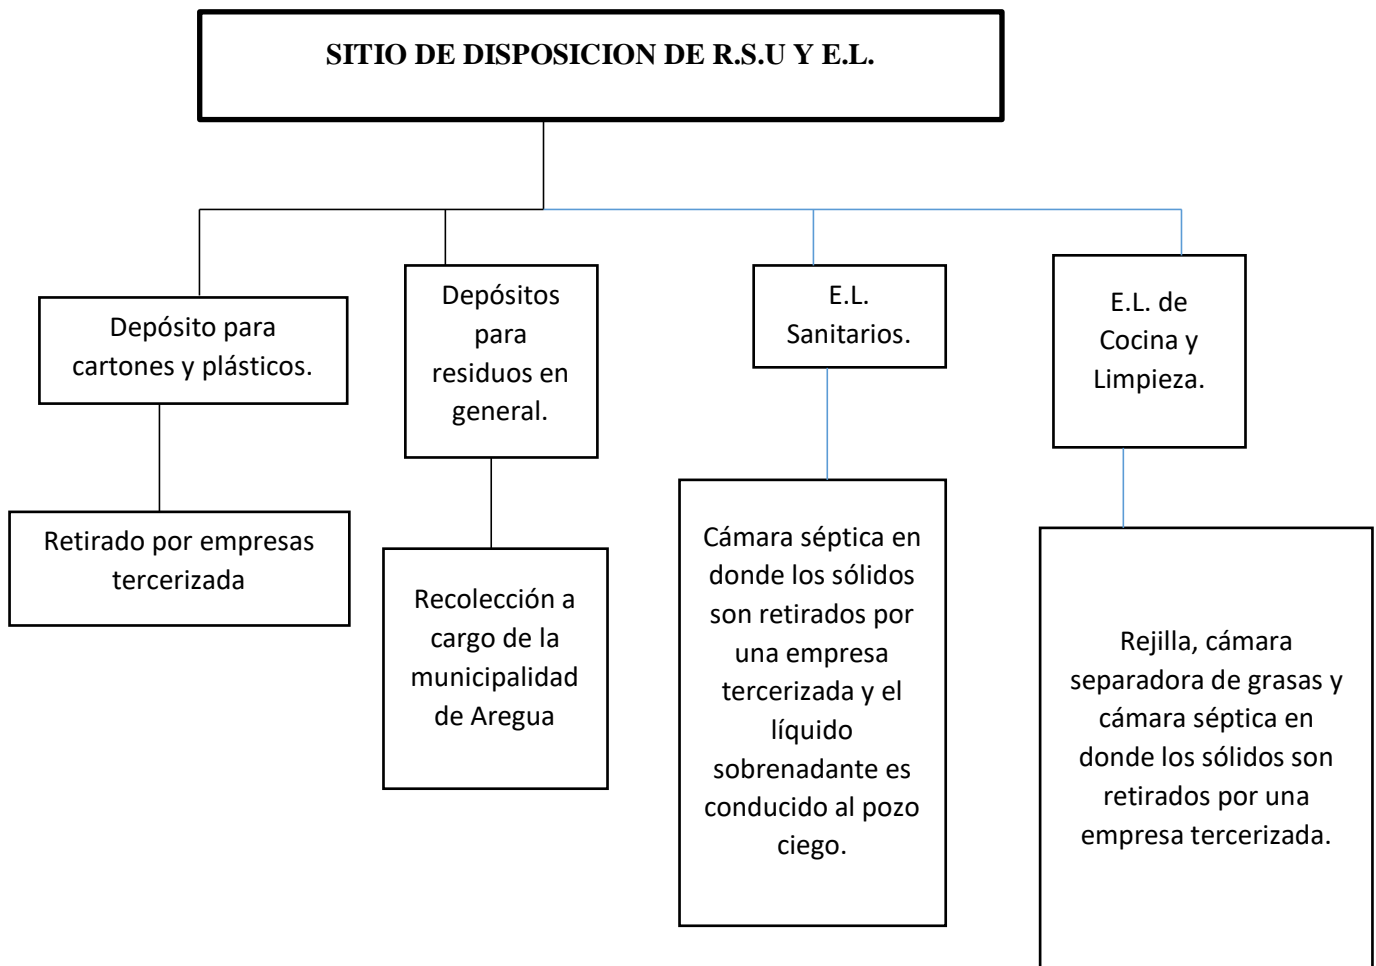 SITIO DE DISPOSICION DE R.S.U Y E.L.
Depósito para
cartones y plásticos.
Depósitos
para
residuos en
general.
E.L.
Sanitarios.
E.L. de
Cocina y
Limpieza.
Retirado por empresas
tercerizada
Recolección a
cargo de la
municipalidad
de Aregua
Cámara séptica en
donde los sólidos
son retirados por
una empresa
tercerizada y el
líquido
sobrenadante es
conducido al pozo
ciego.
Rejilla, cámara
separadora de grasas y
cámara séptica en
donde los sólidos son
retirados por una
empresa tercerizada.